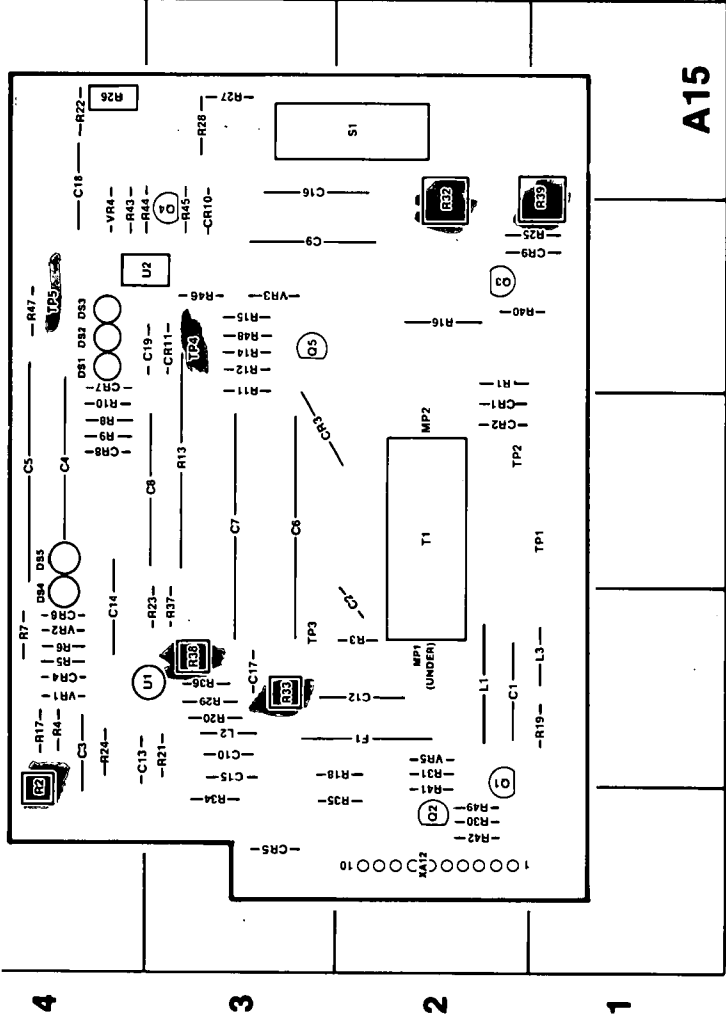 A15
R22
R26
R27
R28
S1
C18
VR4
R43
R44
Q4
R45
CR10
C16
C9
R32
R39
R25
CR9
Q3
R40
R47
TP5
DS3
DS2
DS1
U2
C19
CR11
R46
TP4
VR3
R15
R48
R14
R12
R11
Q5
R16
R1
CR1
CR2
TP2
MP2
C5
C4
CR7
R10
R8
R9
CR8
C8
R13
C7
C6
CR3
T1
TP1
DS5
DS4
R7
CR6
VR2
R6
R5
CR4
VR1
C14
R23
R37
U1
R38
R36
R29
R20
L2
C10
C15
R34
C17
R33
TP3
C2
R3
MP1
(UNDER)
L1
C1
L3
R19
C12
F1
R17
R4
C3
R24
R2
C13
R21
R18
R35
VR5
R31
R41
Q2
Q1
R49
R30
R42
CR5
10
XA12
1
4
3
2
1